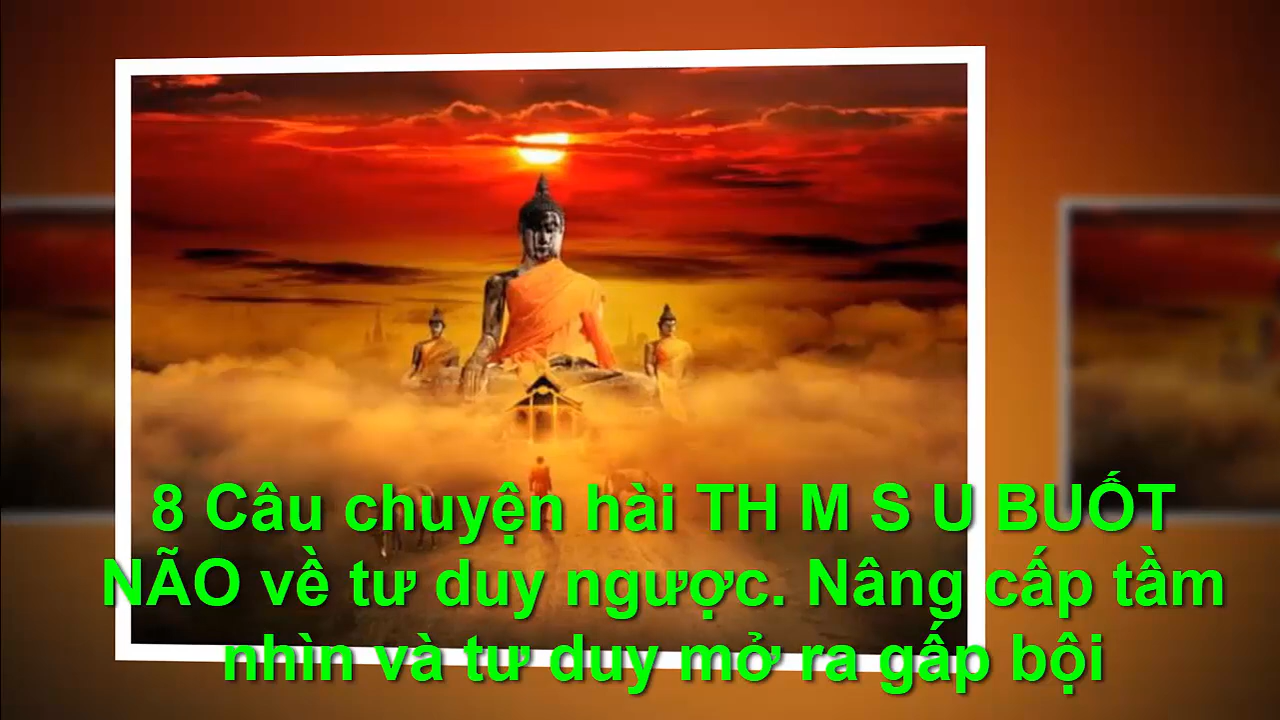 8 Câu chuyện hài TH M S U BUỐT
NÃO về tư duy ngược. Nâng cấp tầm
nhìn và tư duy mở ra gấp bội